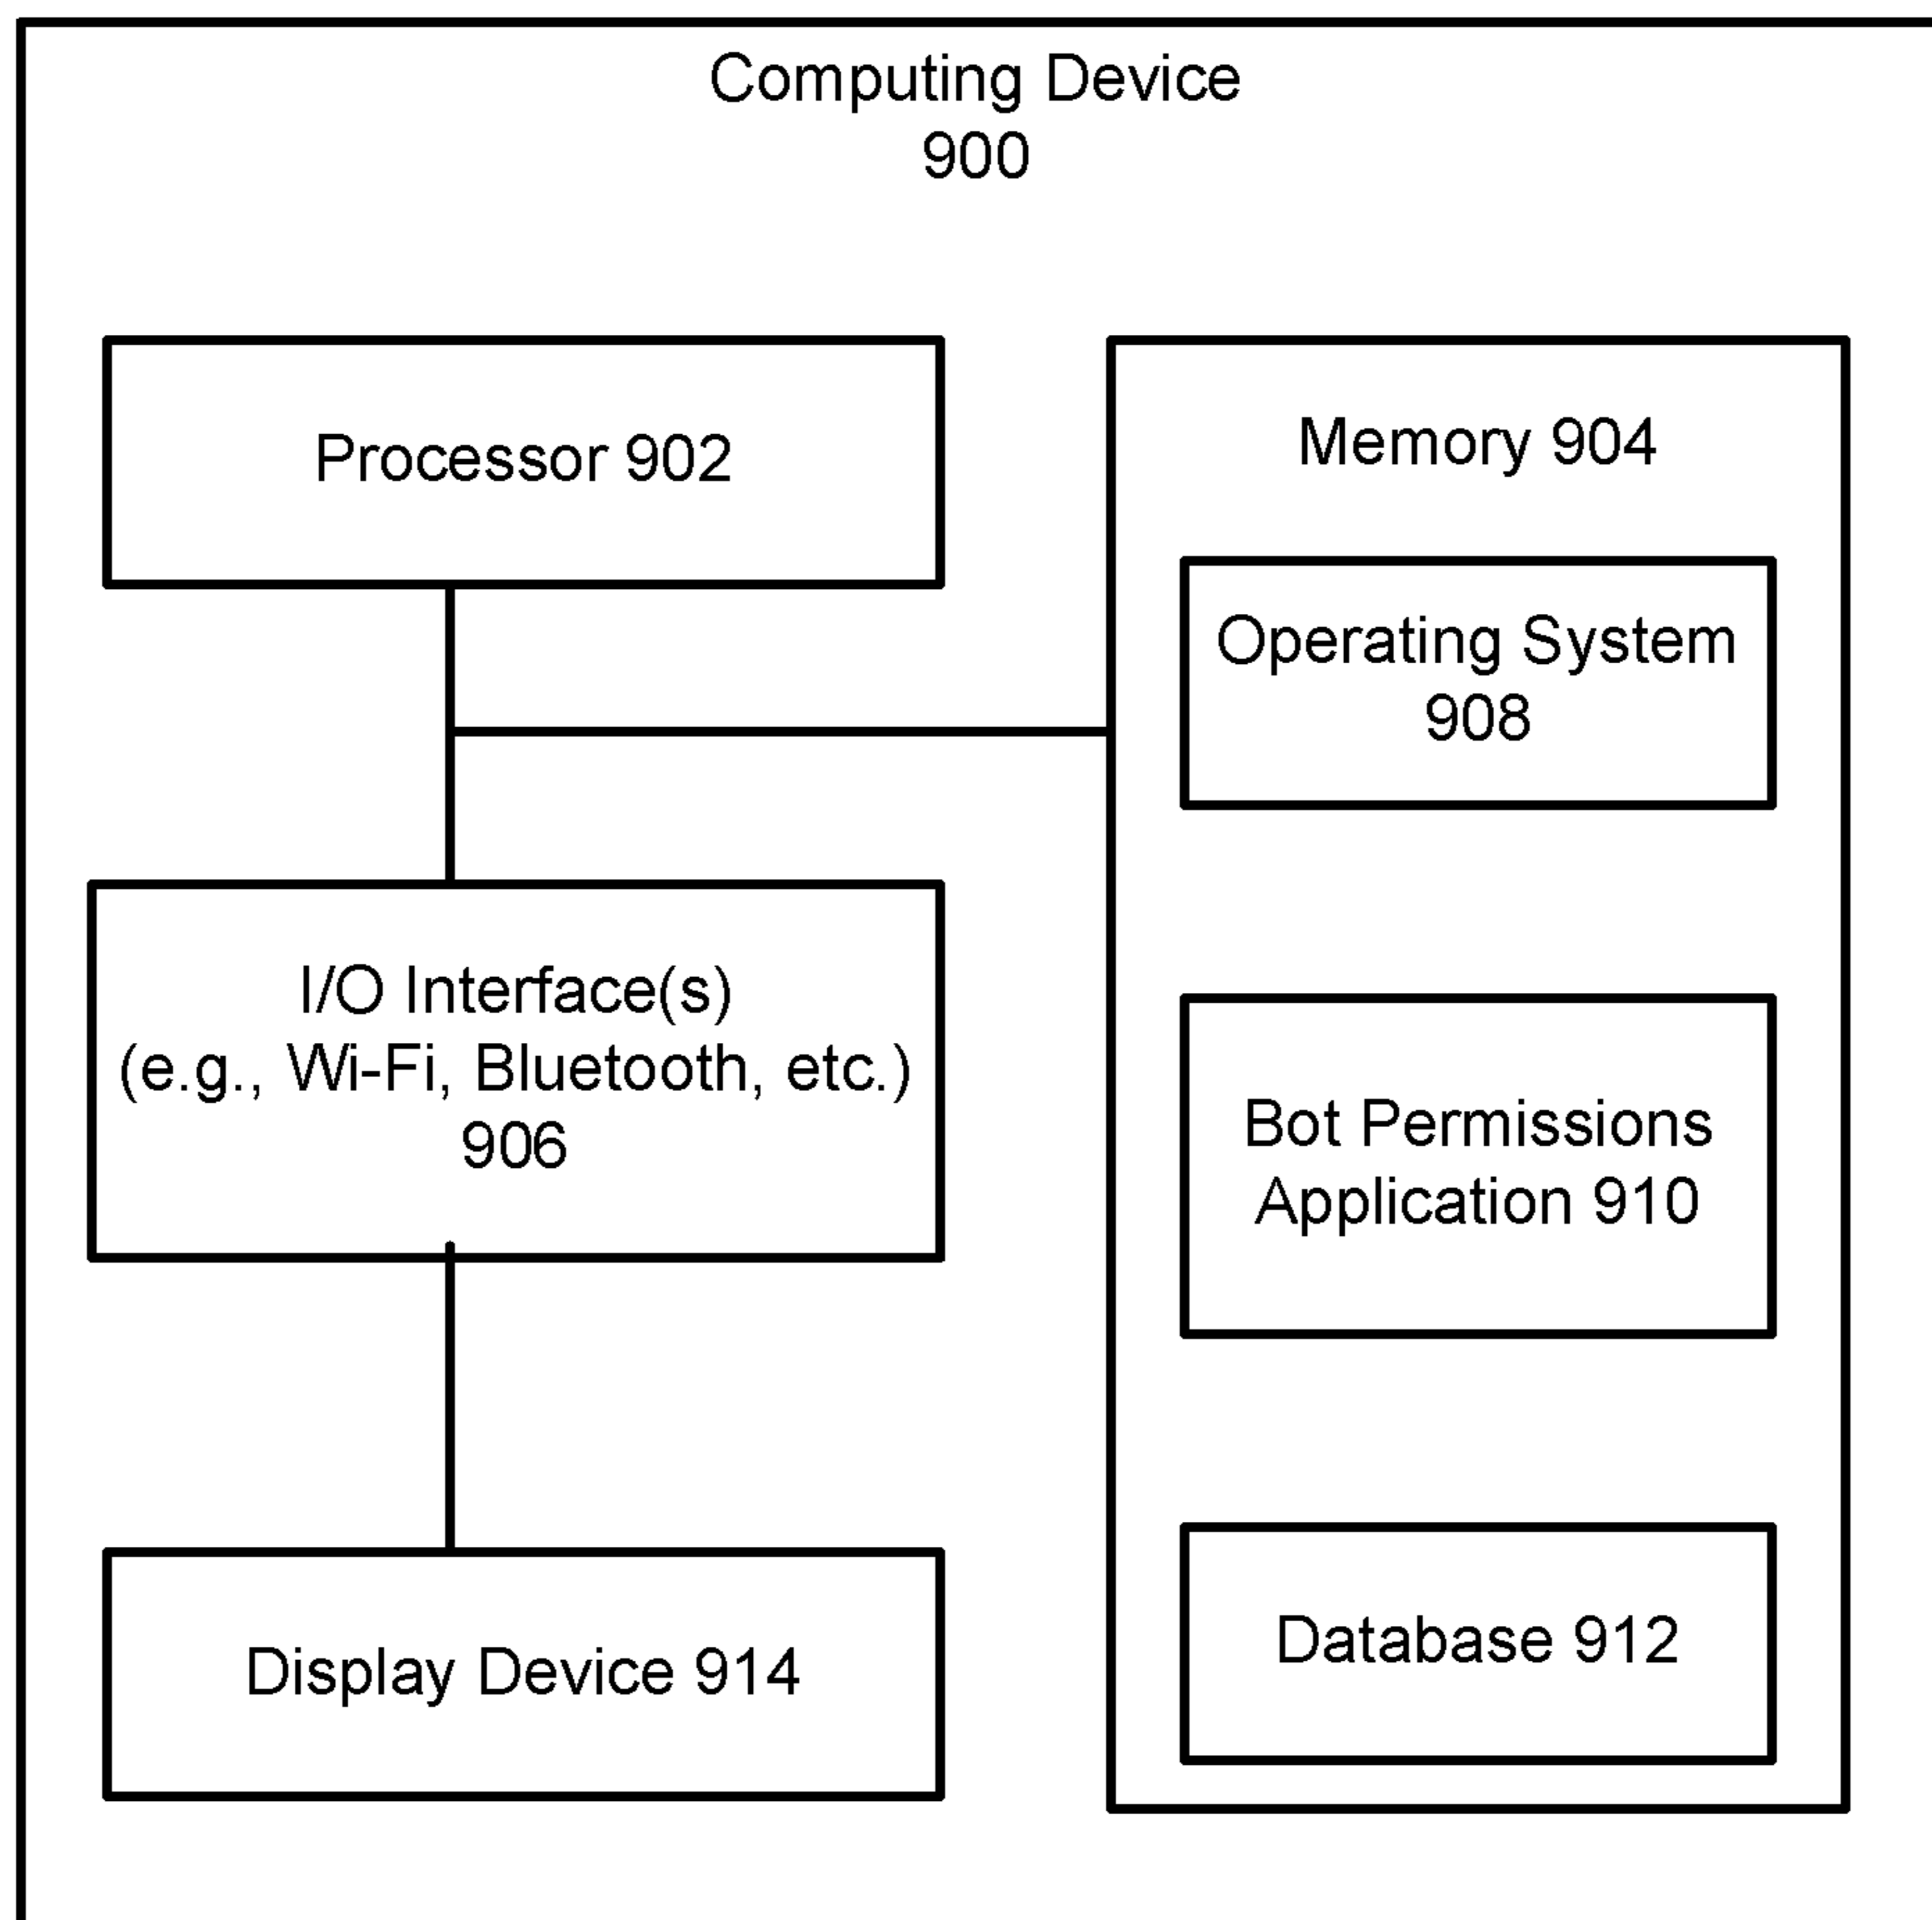 Computing Device
900
Processor 902
Memory 904
Operating System
908
I/O Interface(s)
(e.g., Wi-Fi, Bluetooth, etc.)
906
Bot Permissions
Application 910
Display Device 914
Database 912